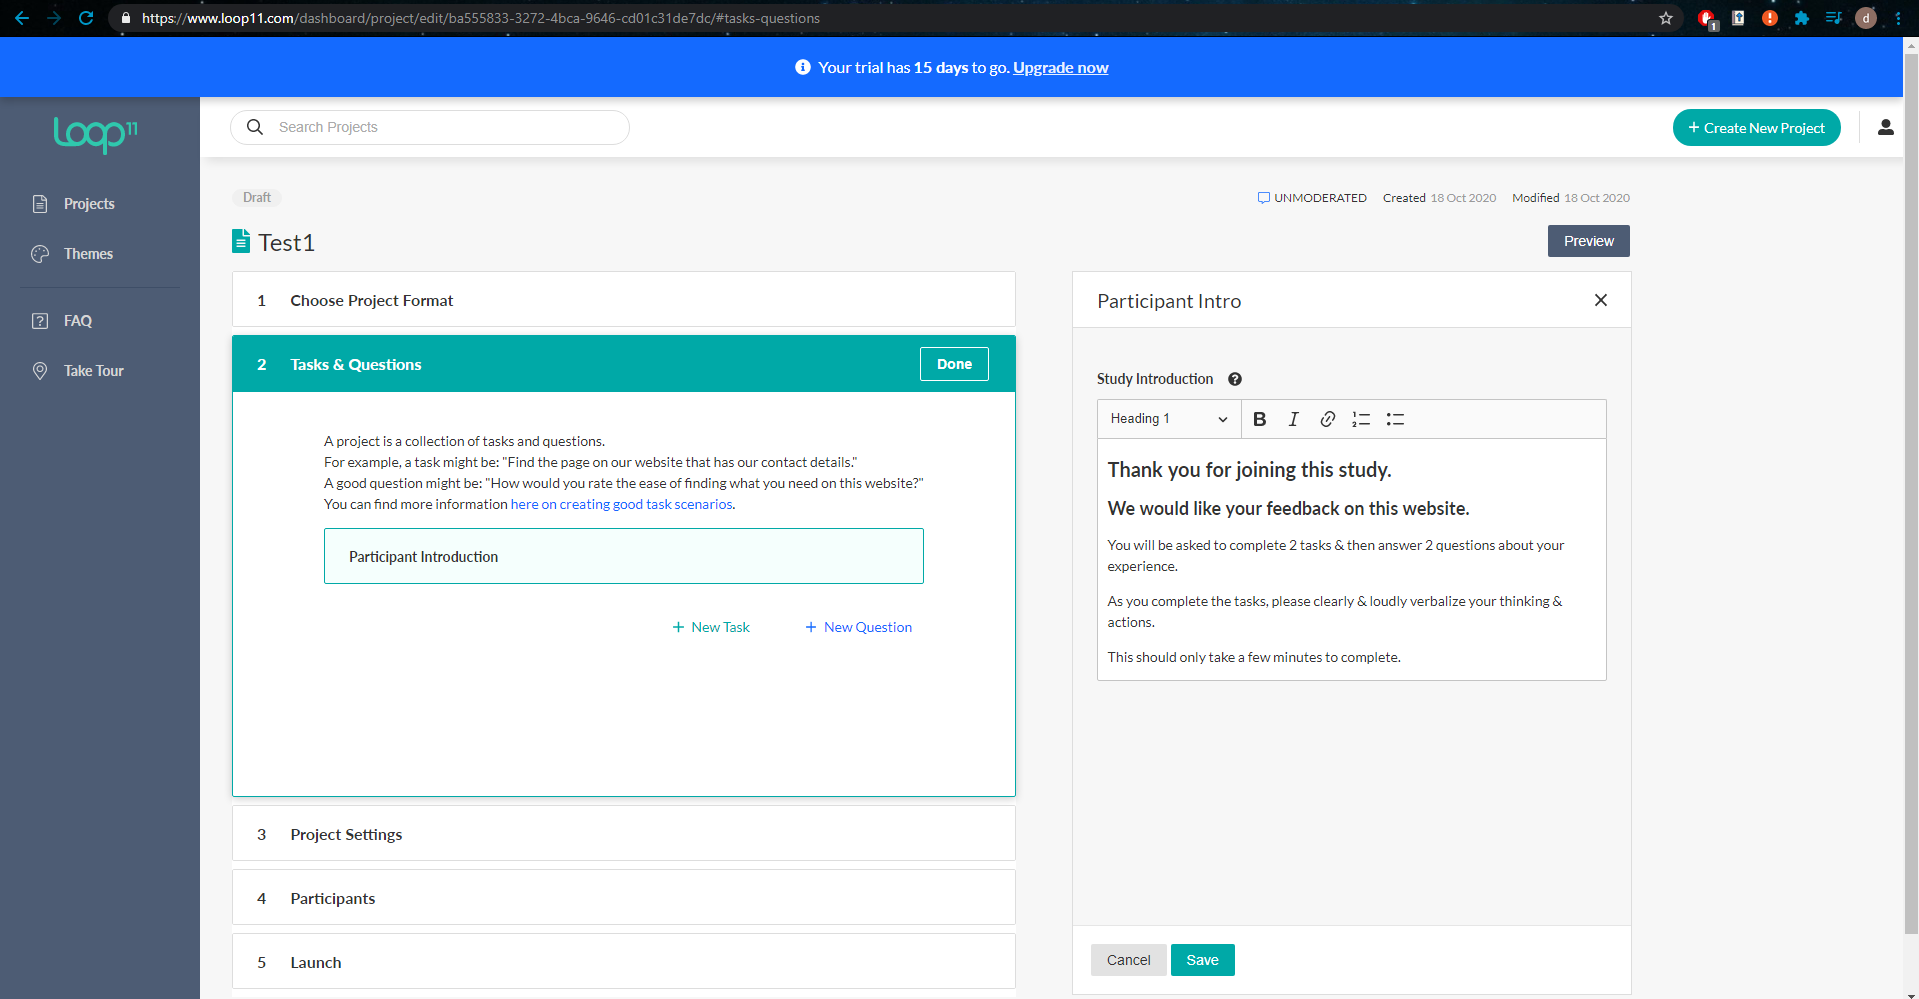 https://www.loop11.com/dashboard/project/edit/ba555833-3272-4bca-9646-cd01c31de7dc/#tasks-questions
1
d
Your trial has 15 days to go. Upgrade now
Loop11
Search Projects
+ Create New Project
Projects
Themes
FAQ
Take Tour
Draft
UNMODERATED Created 18 Oct 2020 Modified 18 Oct 2020
Test1
Preview
1 Choose Project Format
2 Tasks & Questions
Done
A project is a collection of tasks and questions.
For example, a task might be: "Find the page on our website that has our contact details."
A good question might be: "How would you rate the ease of finding what you need on this website?"
You can find more information here on creating good task scenarios.
Participant Introduction
+ New Task
+ New Question
3 Project Settings
4 Participants
5 Launch
Participant Intro
Study Introduction
Heading 1
B I
Thank you for joining this study.
We would like your feedback on this website.
You will be asked to complete 2 tasks & then answer 2 questions about your
experience.
As you complete the tasks, please clearly & loudly verbalize your thinking &
actions.
This should only take a few minutes to complete.
Cancel
Save